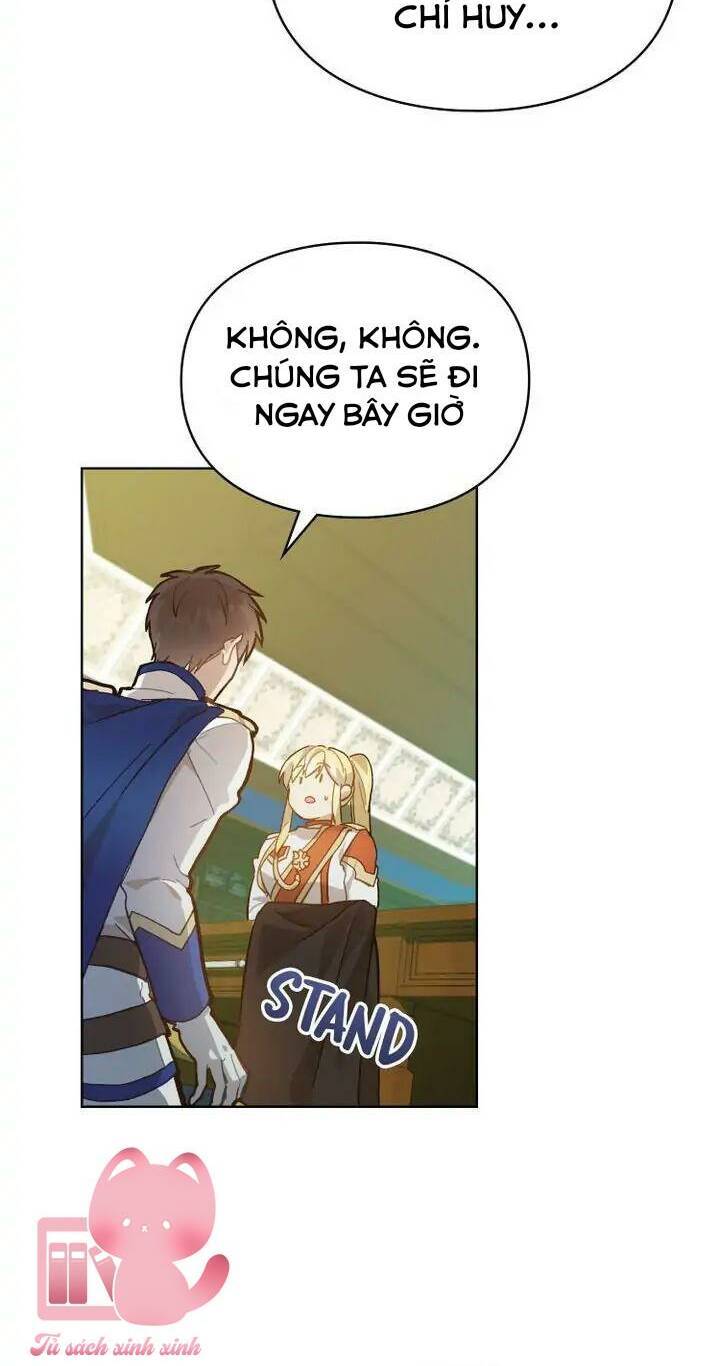 CHỈ HUY...
KHÔNG, KHÔNG.
CHÚNG TA SẼ ĐI
NGAY BÂY GIỜ
STAND
Tủ sách xinh xinh